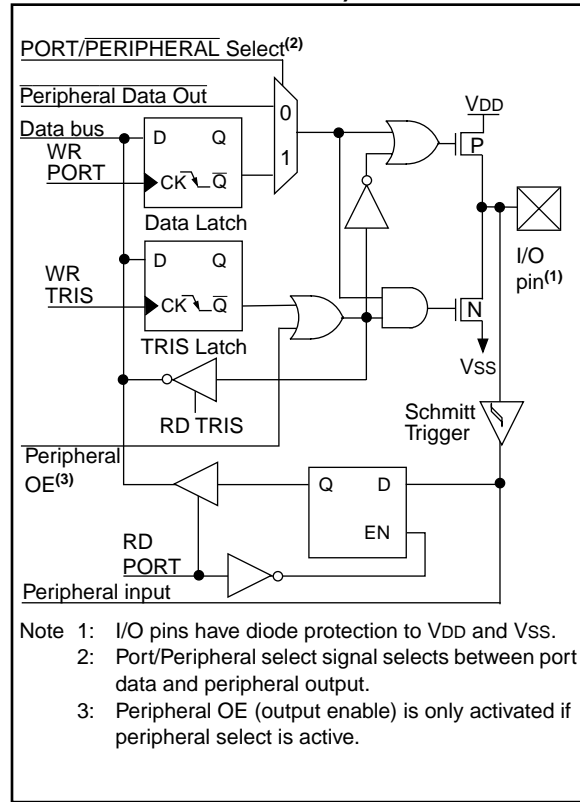 PORT/PERIPHERAL Select(2)
Peripheral Data Out
Data bus
WR
PORT
D Q
CK Q
Data Latch
0
1
VDD
P
I/O
pin(1)
WR
TRIS
D Q
CK Q
TRIS Latch
N
VSS
RD TRIS
Schmitt
Trigger
Peripheral
OE(3)
Q D
EN
RD
PORT
Peripheral input
Note 1: I/O pins have diode protection to VDD and VSS.
2: Port/Peripheral select signal selects between port
data and peripheral output.
3: Peripheral OE (output enable) is only activated if
peripheral select is active.